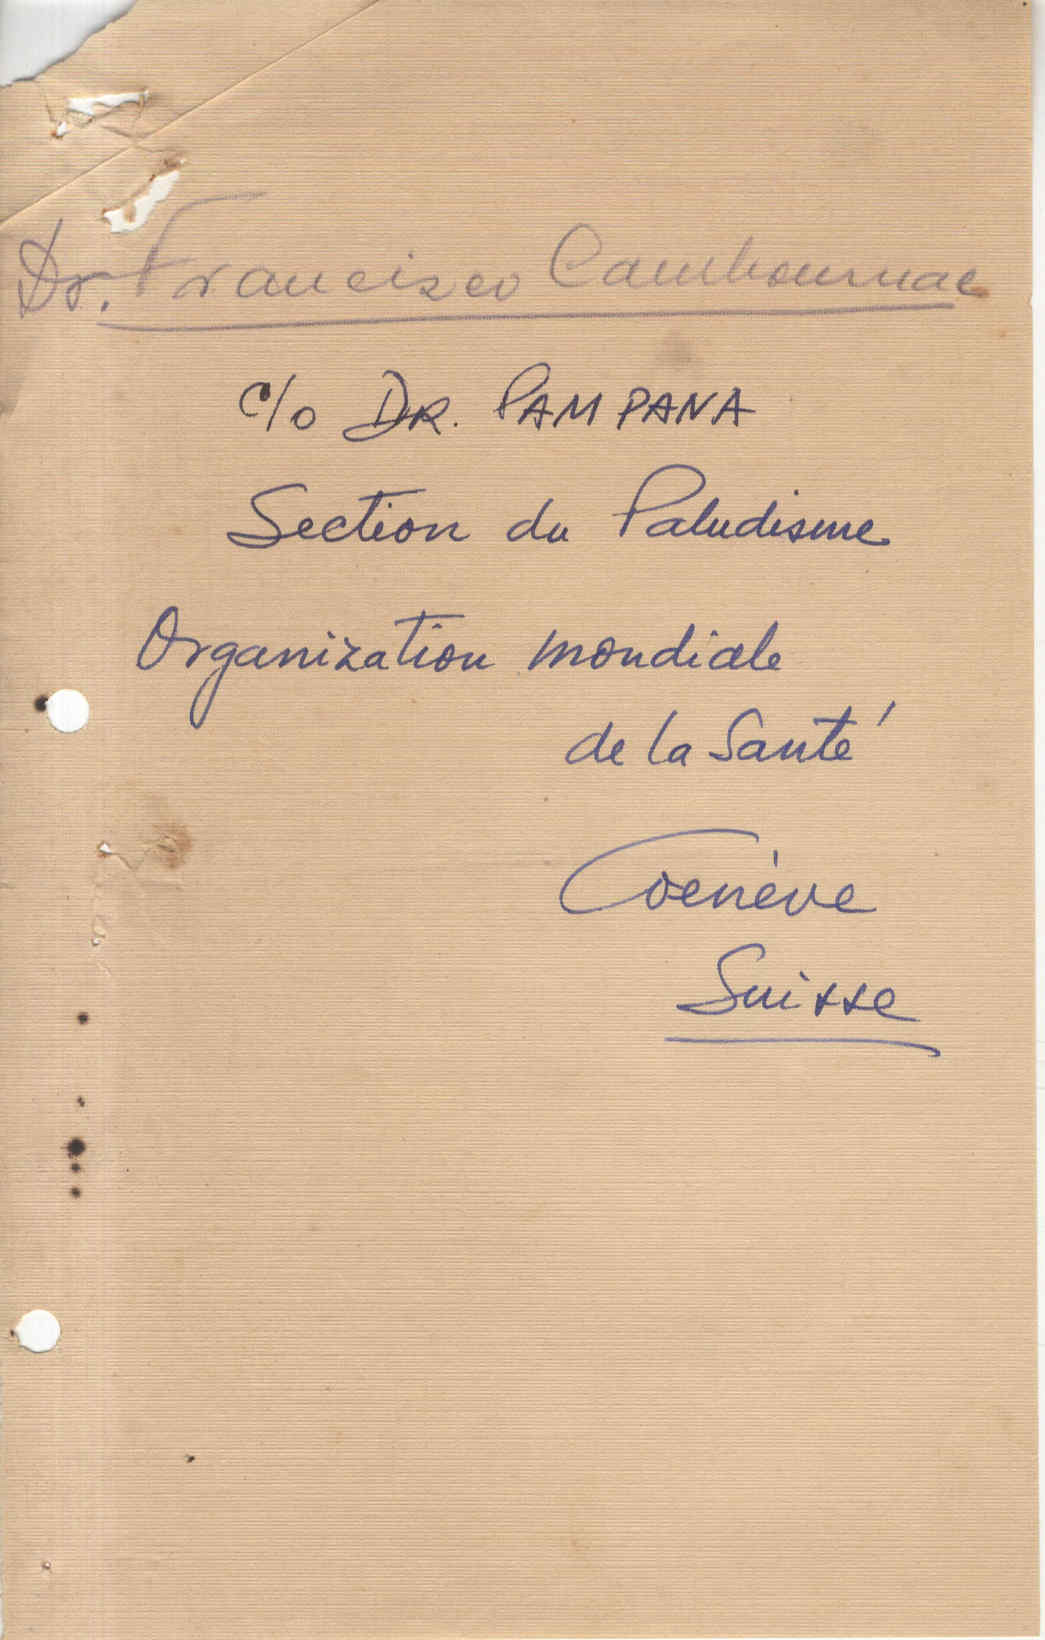 Dr. Francisco Cambournac
c/o DR. PAMPANA
Section du Paludisme
Organization mondiale
de la Santé
Genève
Suisse